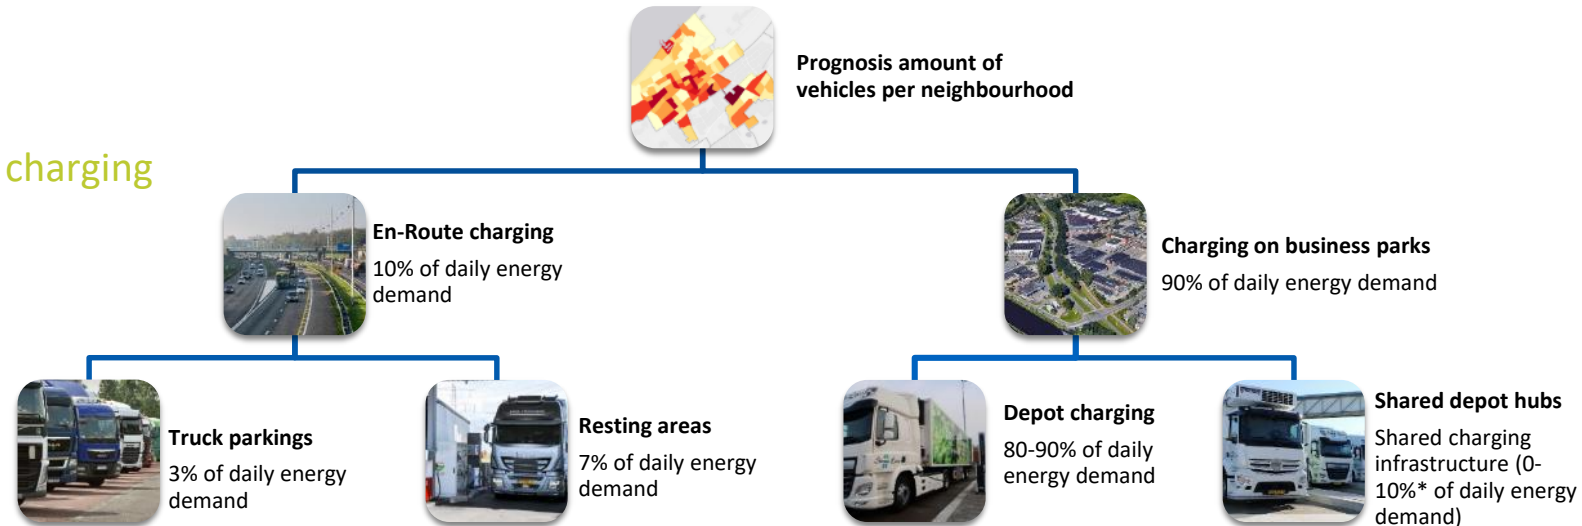 Prognosis amount of
vehicles per neighbourhood
charging
En-Route charging
10% of daily energy
demand
Charging on business parks
90% of daily energy demand
Truck parkings
3% of daily energy
demand
Resting areas
7% of daily energy
demand
Depot charging
80-90% of daily
energy demand
Shared depot hubs
Shared charging
infrastructure (0-
10%* of daily energy
demand)